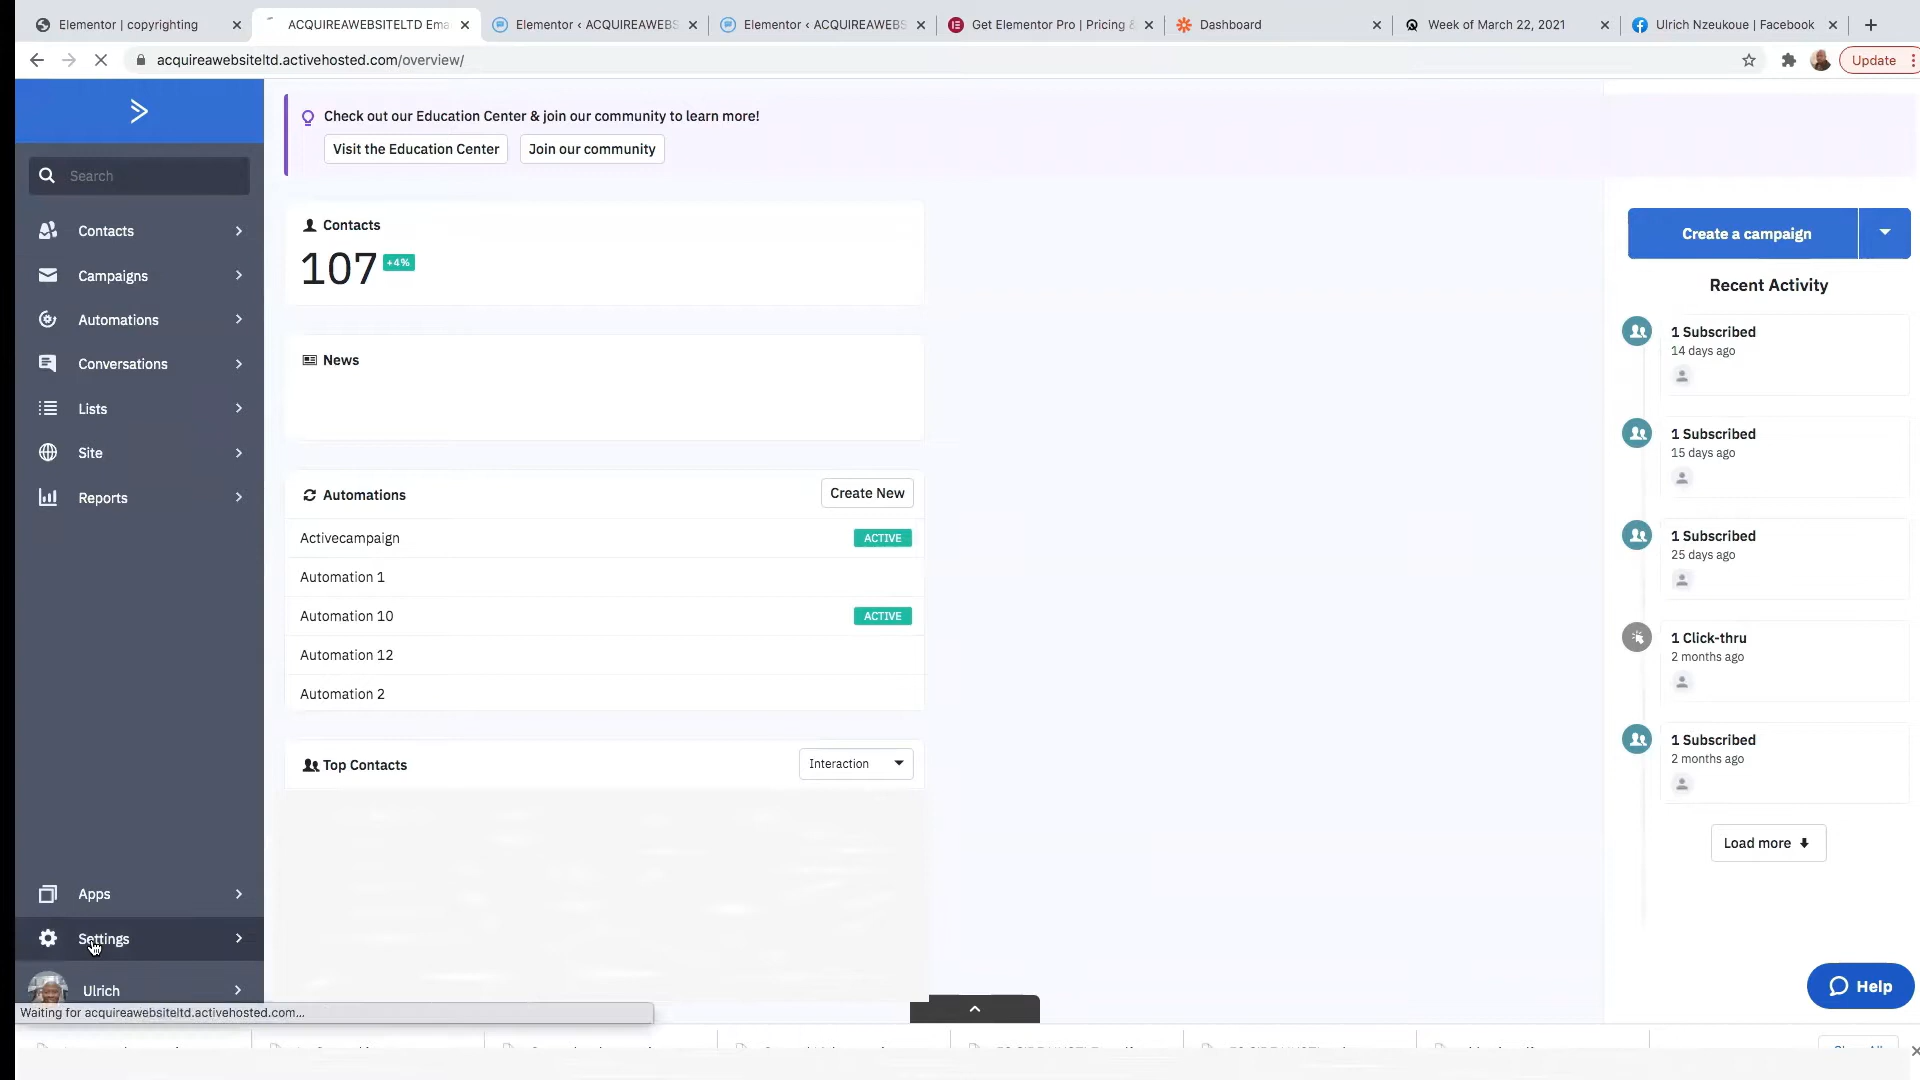 Elementor | copyrighting
ACQUIREAWEBSITELTD Ema
Elementor ‹ ACQUIREAWEBS
Elementor ‹ ACQUIREAWEBS
Get Elementor Pro | Pricing &
Dashboard
Week of March 22, 2021
Ulrich Nzeukoue | Facebook
acquireawebsiteltd.activehosted.com/overview/
Update
Search
Contacts
Campaigns
Automations
Conversations
Lists
Site
Reports
Apps
Settings
Ulrich
Waiting for acquireawebsiteltd.activehosted.com...
Check out our Education Center & join our community to learn more!
Visit the Education Center
Join our community
Contacts
107 +4%
News
Automations
Create New
Activecampaign
ACTIVE
Automation 1
Automation 10
ACTIVE
Automation 12
Automation 2
Top Contacts
Interaction
Create a campaign
Recent Activity
1 Subscribed
14 days ago
1 Subscribed
15 days ago
1 Subscribed
25 days ago
1 Click-thru
2 months ago
1 Subscribed
2 months ago
Load more
Help